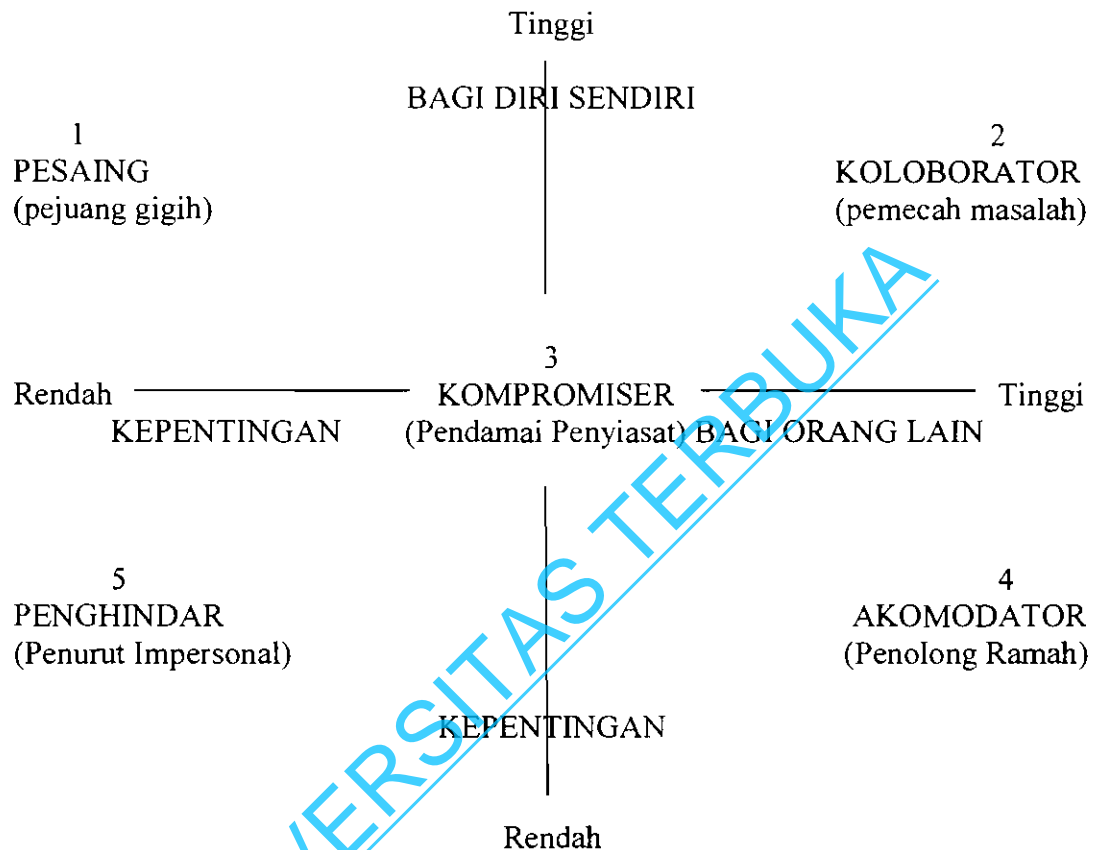 Tinggi
BAGI DIRI SENDIRI
1
PESAING
(pejuang gigih)
2
KOLOBORATOR
(pemecah masalah)
3
Rendah KOMPROMISER Tinggi
KEPENTINGAN (Pendamai Penyiasat) BAGI ORANG LAIN
5
PENGHINDAR
(Penurut Impersonal)
4
AKOMODATOR
(Penolong Ramah)
KEPENTINGAN
Rendah
VERSITAS TERBUKA